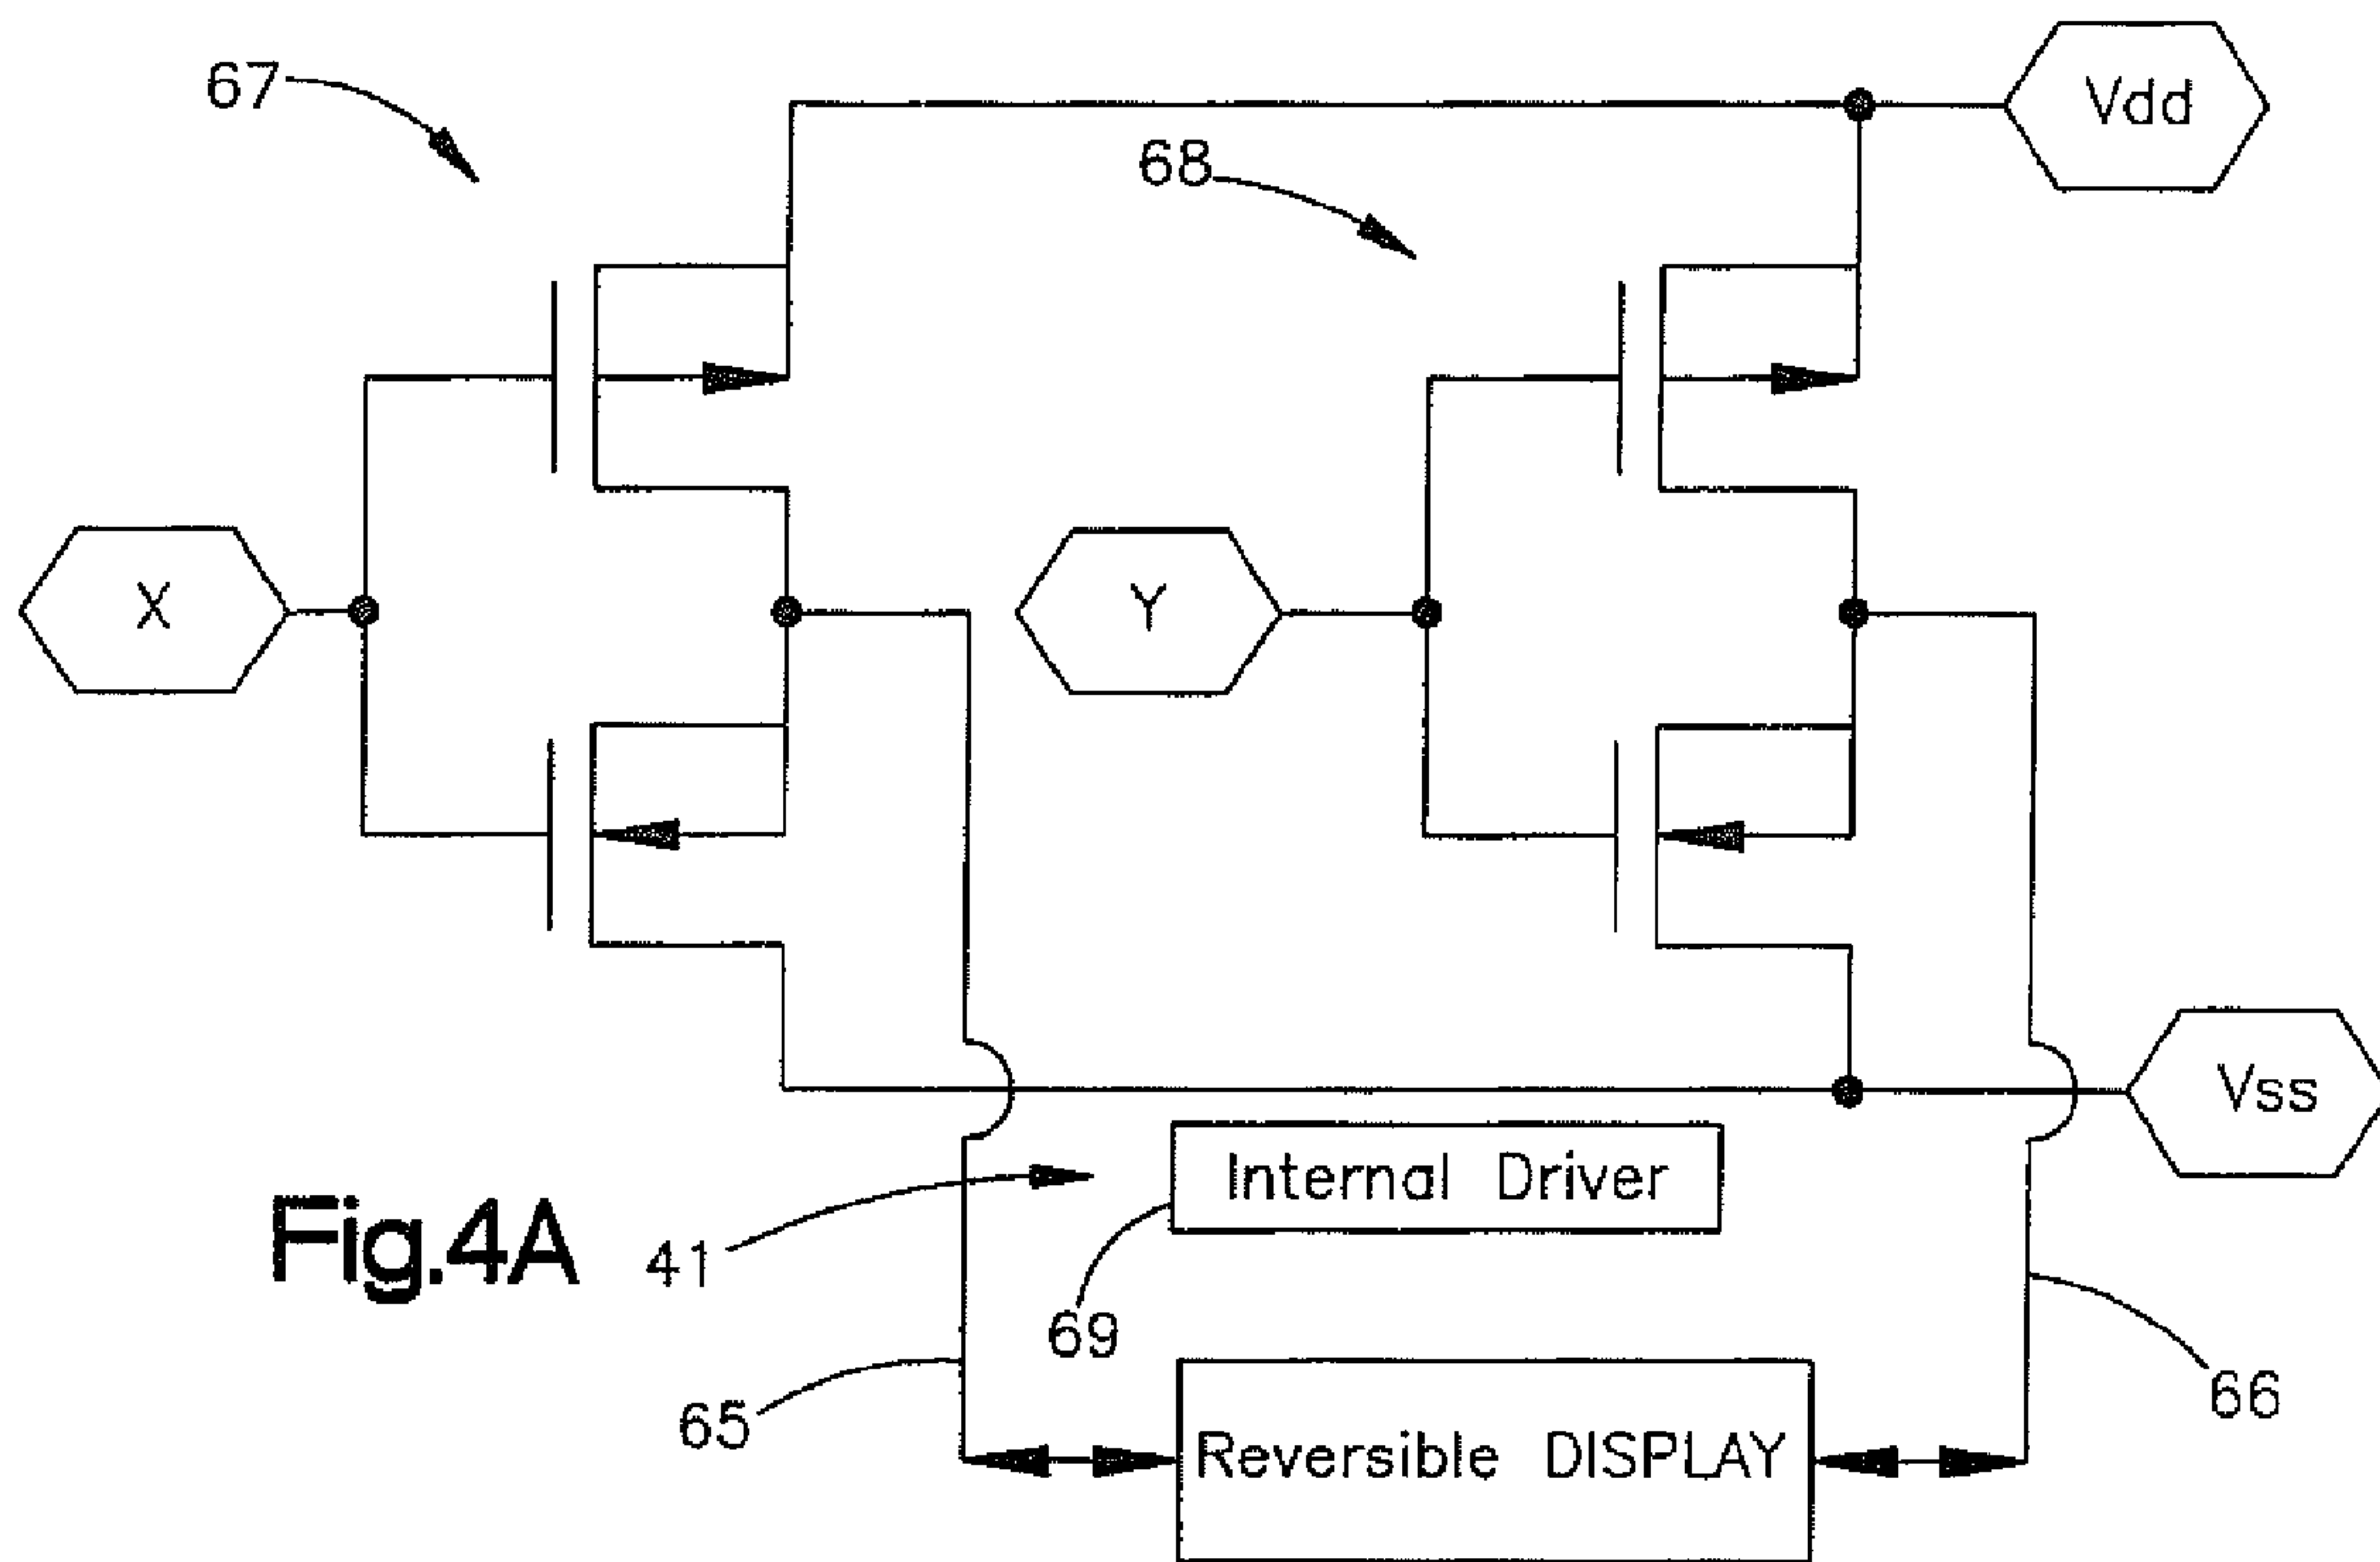 67
Vdd
68
X
Y
Vss
Internal Driver
Fig.4A
41
69
65
66
Reversible DISPLAY